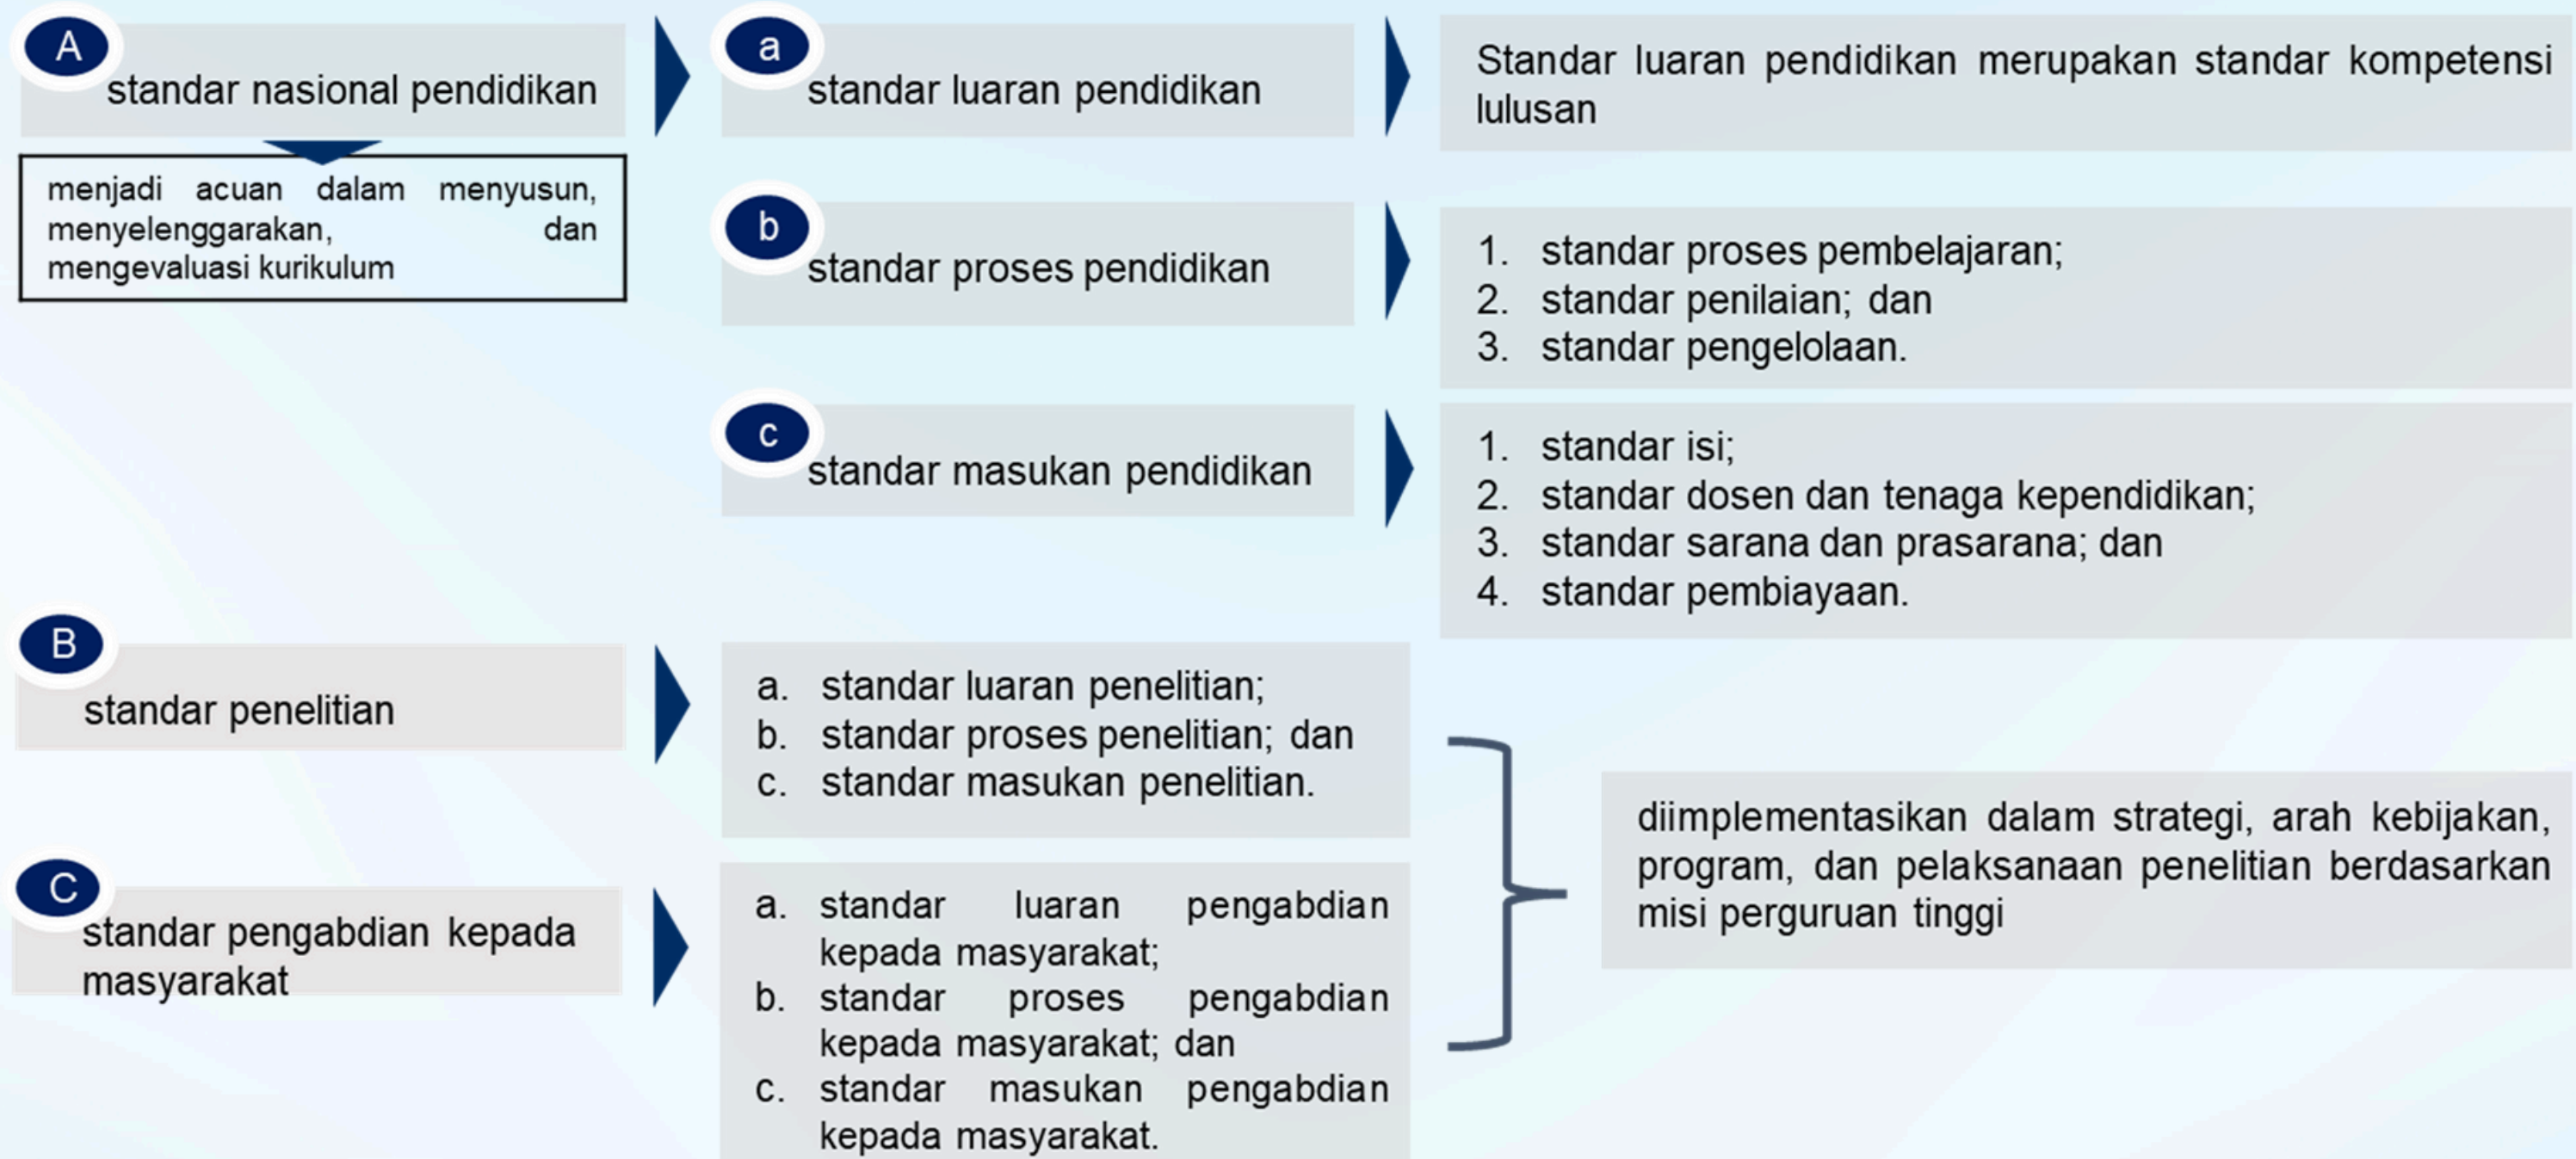 A
standar nasional pendidikan
menjadi acuan dalam menyusun,
menyelenggarakan, dan
mengevaluasi kurikulum
a
standar luaran pendidikan
Standar luaran pendidikan merupakan standar kompetensi
lulusan
b
standar proses pendidikan
1. standar proses pembelajaran;
2. standar penilaian; dan
3. standar pengelolaan.
c
standar masukan pendidikan
1. standar isi;
2. standar dosen dan tenaga kependidikan;
3. standar sarana dan prasarana; dan
4. standar pembiayaan.
B
standar penelitian
a. standar luaran penelitian;
b. standar proses penelitian; dan
c. standar masukan penelitian.
C
standar pengabdian kepada
masyarakat
a. standar luaran pengabdian
kepada masyarakat;
b. standar proses pengabdian
kepada masyarakat; dan
c. standar masukan pengabdian
kepada masyarakat.
diimplementasikan dalam strategi, arah kebijakan,
program, dan pelaksanaan penelitian berdasarkan
misi perguruan tinggi